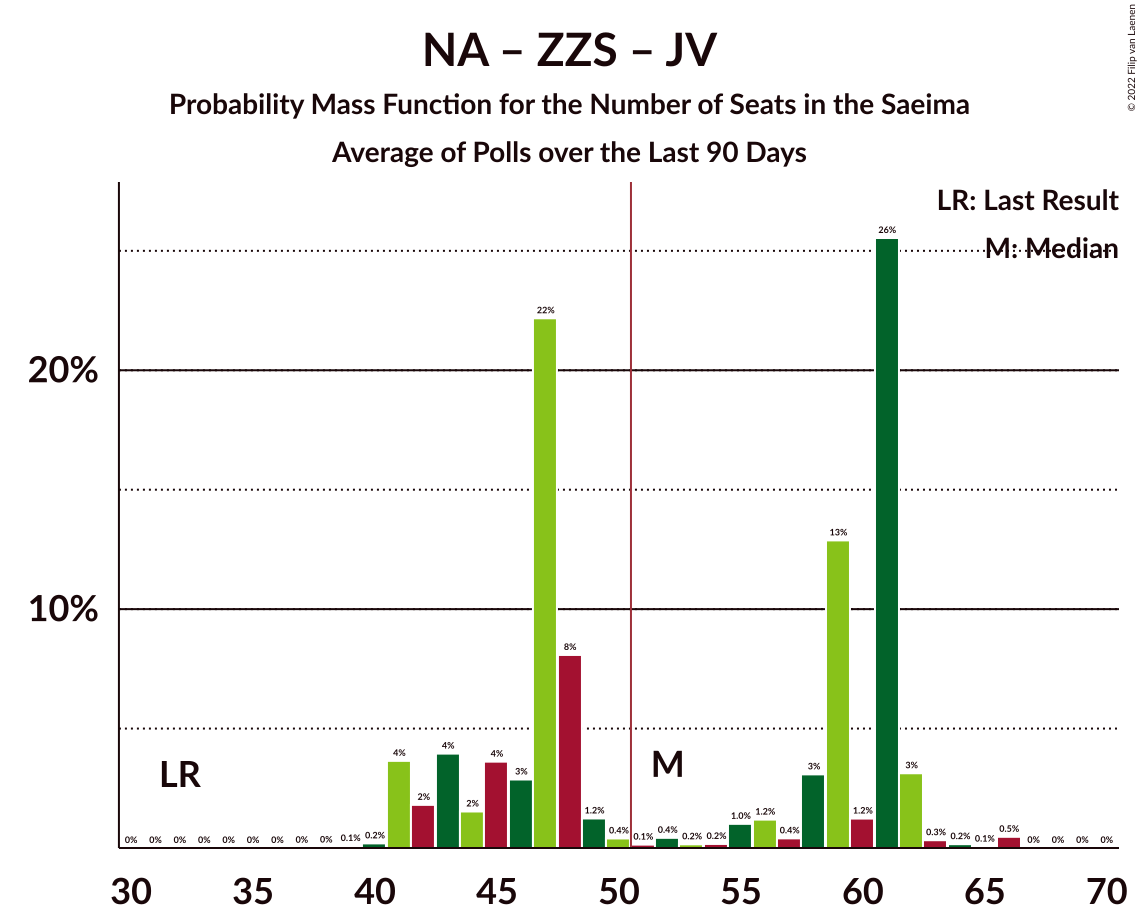 NA – ZZS – JV
Probability Mass Function for the Number of Seats in the Saeima
Average of Polls over the Last 90 Days
© 2022 Filip van Laenen
LR: Last Result
M: Median
20%
10%
LR
M
0% 0% 0% 0% 0% 0% 0% 0% 0% 0.1% 0.2% 4% 2% 4% 2% 4% 3% 22% 8% 1.2% 0.4% 0.1% 0.4% 0.2% 0.2% 1.0% 1.2% 0.4% 3% 13% 1.2% 26% 3% 0.3% 0.2% 0.1% 0.5% 0% 0% 0% 0%
30 35 40 45 50 55 60 65 70